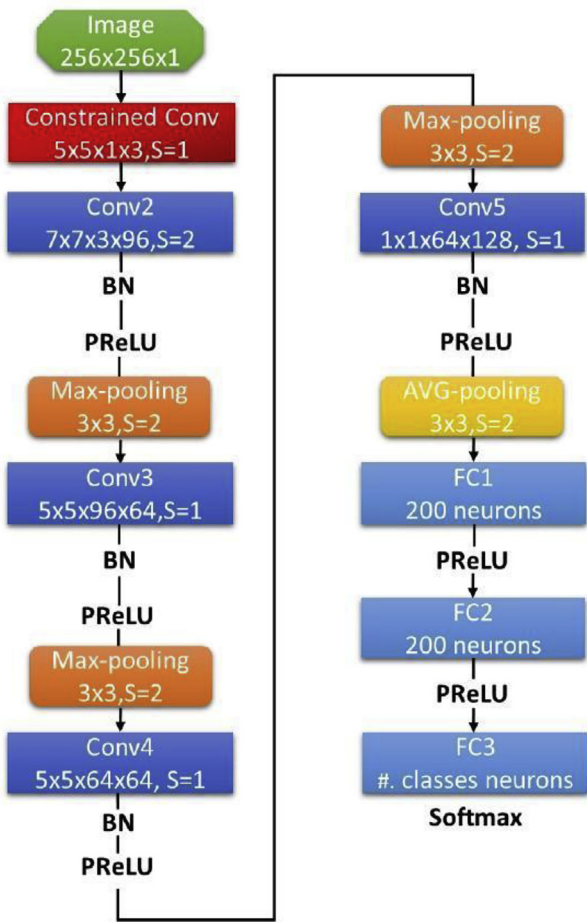 Image
256x256x1
Constrained Conv
5x5x1x3,S=1
Conv2
7x7x3x96,S=2
BN
PReLU
Max-pooling
3x3,S=2
Conv3
5x5x96x64,S=1
BN
PReLU
Max-pooling
3x3,S=2
Conv4
5x5x64x64, S=1
BN
PReLU
Max-pooling
3x3,S=2
Conv5
1x1x64x128, S=1
BN
PReLU
AVG-pooling
3x3,S=2
FC1
200 neurons
PReLU
FC2
200 neurons
PReLU
FC3
#. classes neurons
Softmax